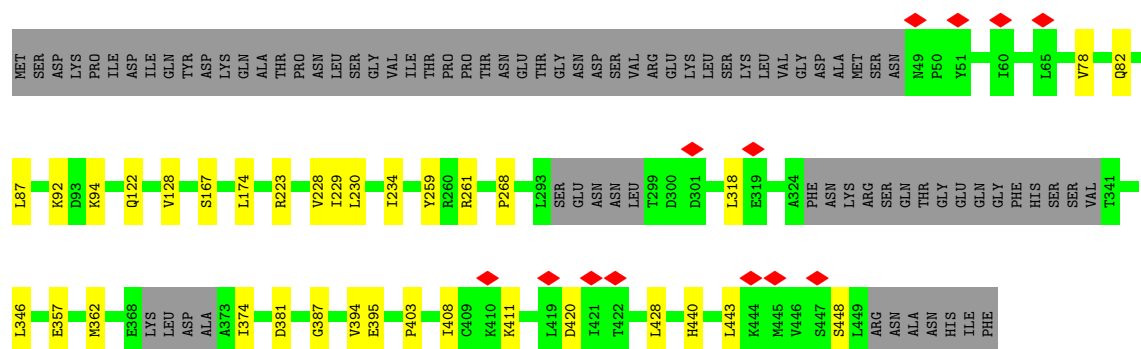 MET SER ASP LYS PRO ILE ASP ILE GLN TYR ASP LYS GLN ALA THR PRO ASN LEU SER GLY VAL ILE THR PRO PRO THR ASN GLU THR GLY ASN ASP SER VAL ARG GLU LYS LEU SER LYS LEU VAL GLY ASP ALA MET SER ASN N49 P50 Y51 I60 L65 V78 Q82
L87 K92 D93 K94 Q122 V128 S167 L174 R223 V228 I229 L230 I234 Y259 R260 R261 P268 L293 SER GLU ASN ASN LEU T299 D300 D301 L318 E319 A324 PHE ASN LYS ARG SER GLN THR GLY GLU GLN GLY PHE HIS SER SER VAL T341
L346 E357 M362 E368 LYS LEU ASP ALA A373 I374 D381 G387 V394 E395 P403 I408 C409 K410 K411 L419 D420 I421 T422 L428 H440 L443 K444 M445 V446 S447 S448 L449 ARG ASN ALA ASN HIS ILE PHE